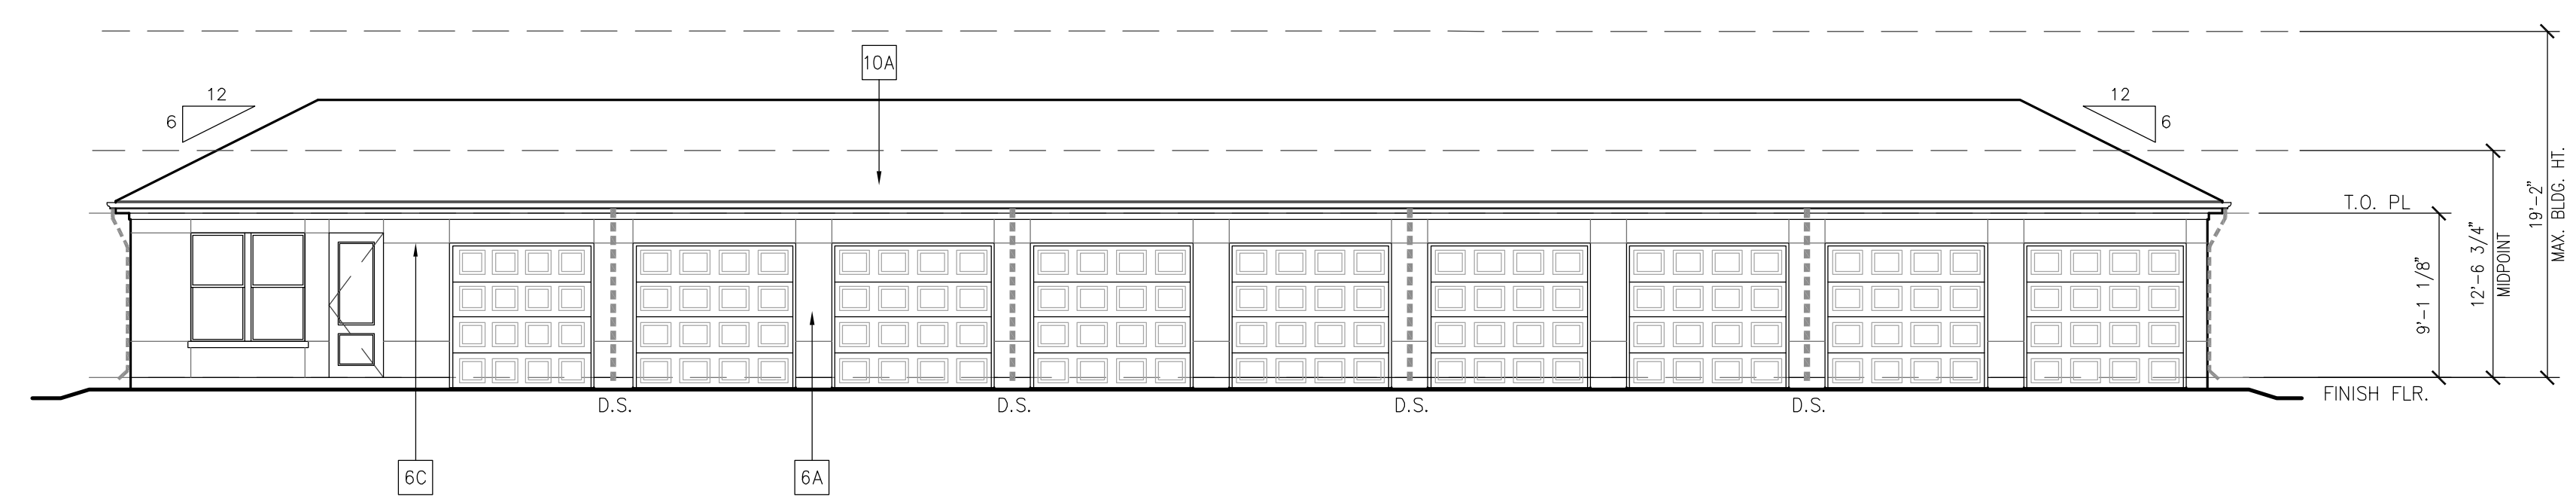 10A
12
6
12
6
T.O. PL
9'-1 1/8"
12'-6 3/4"
MIDPOINT
19'-2"
MAX. BLDG. HT.
FINISH FLR.
D.S.
D.S.
D.S.
D.S.
6C
6A